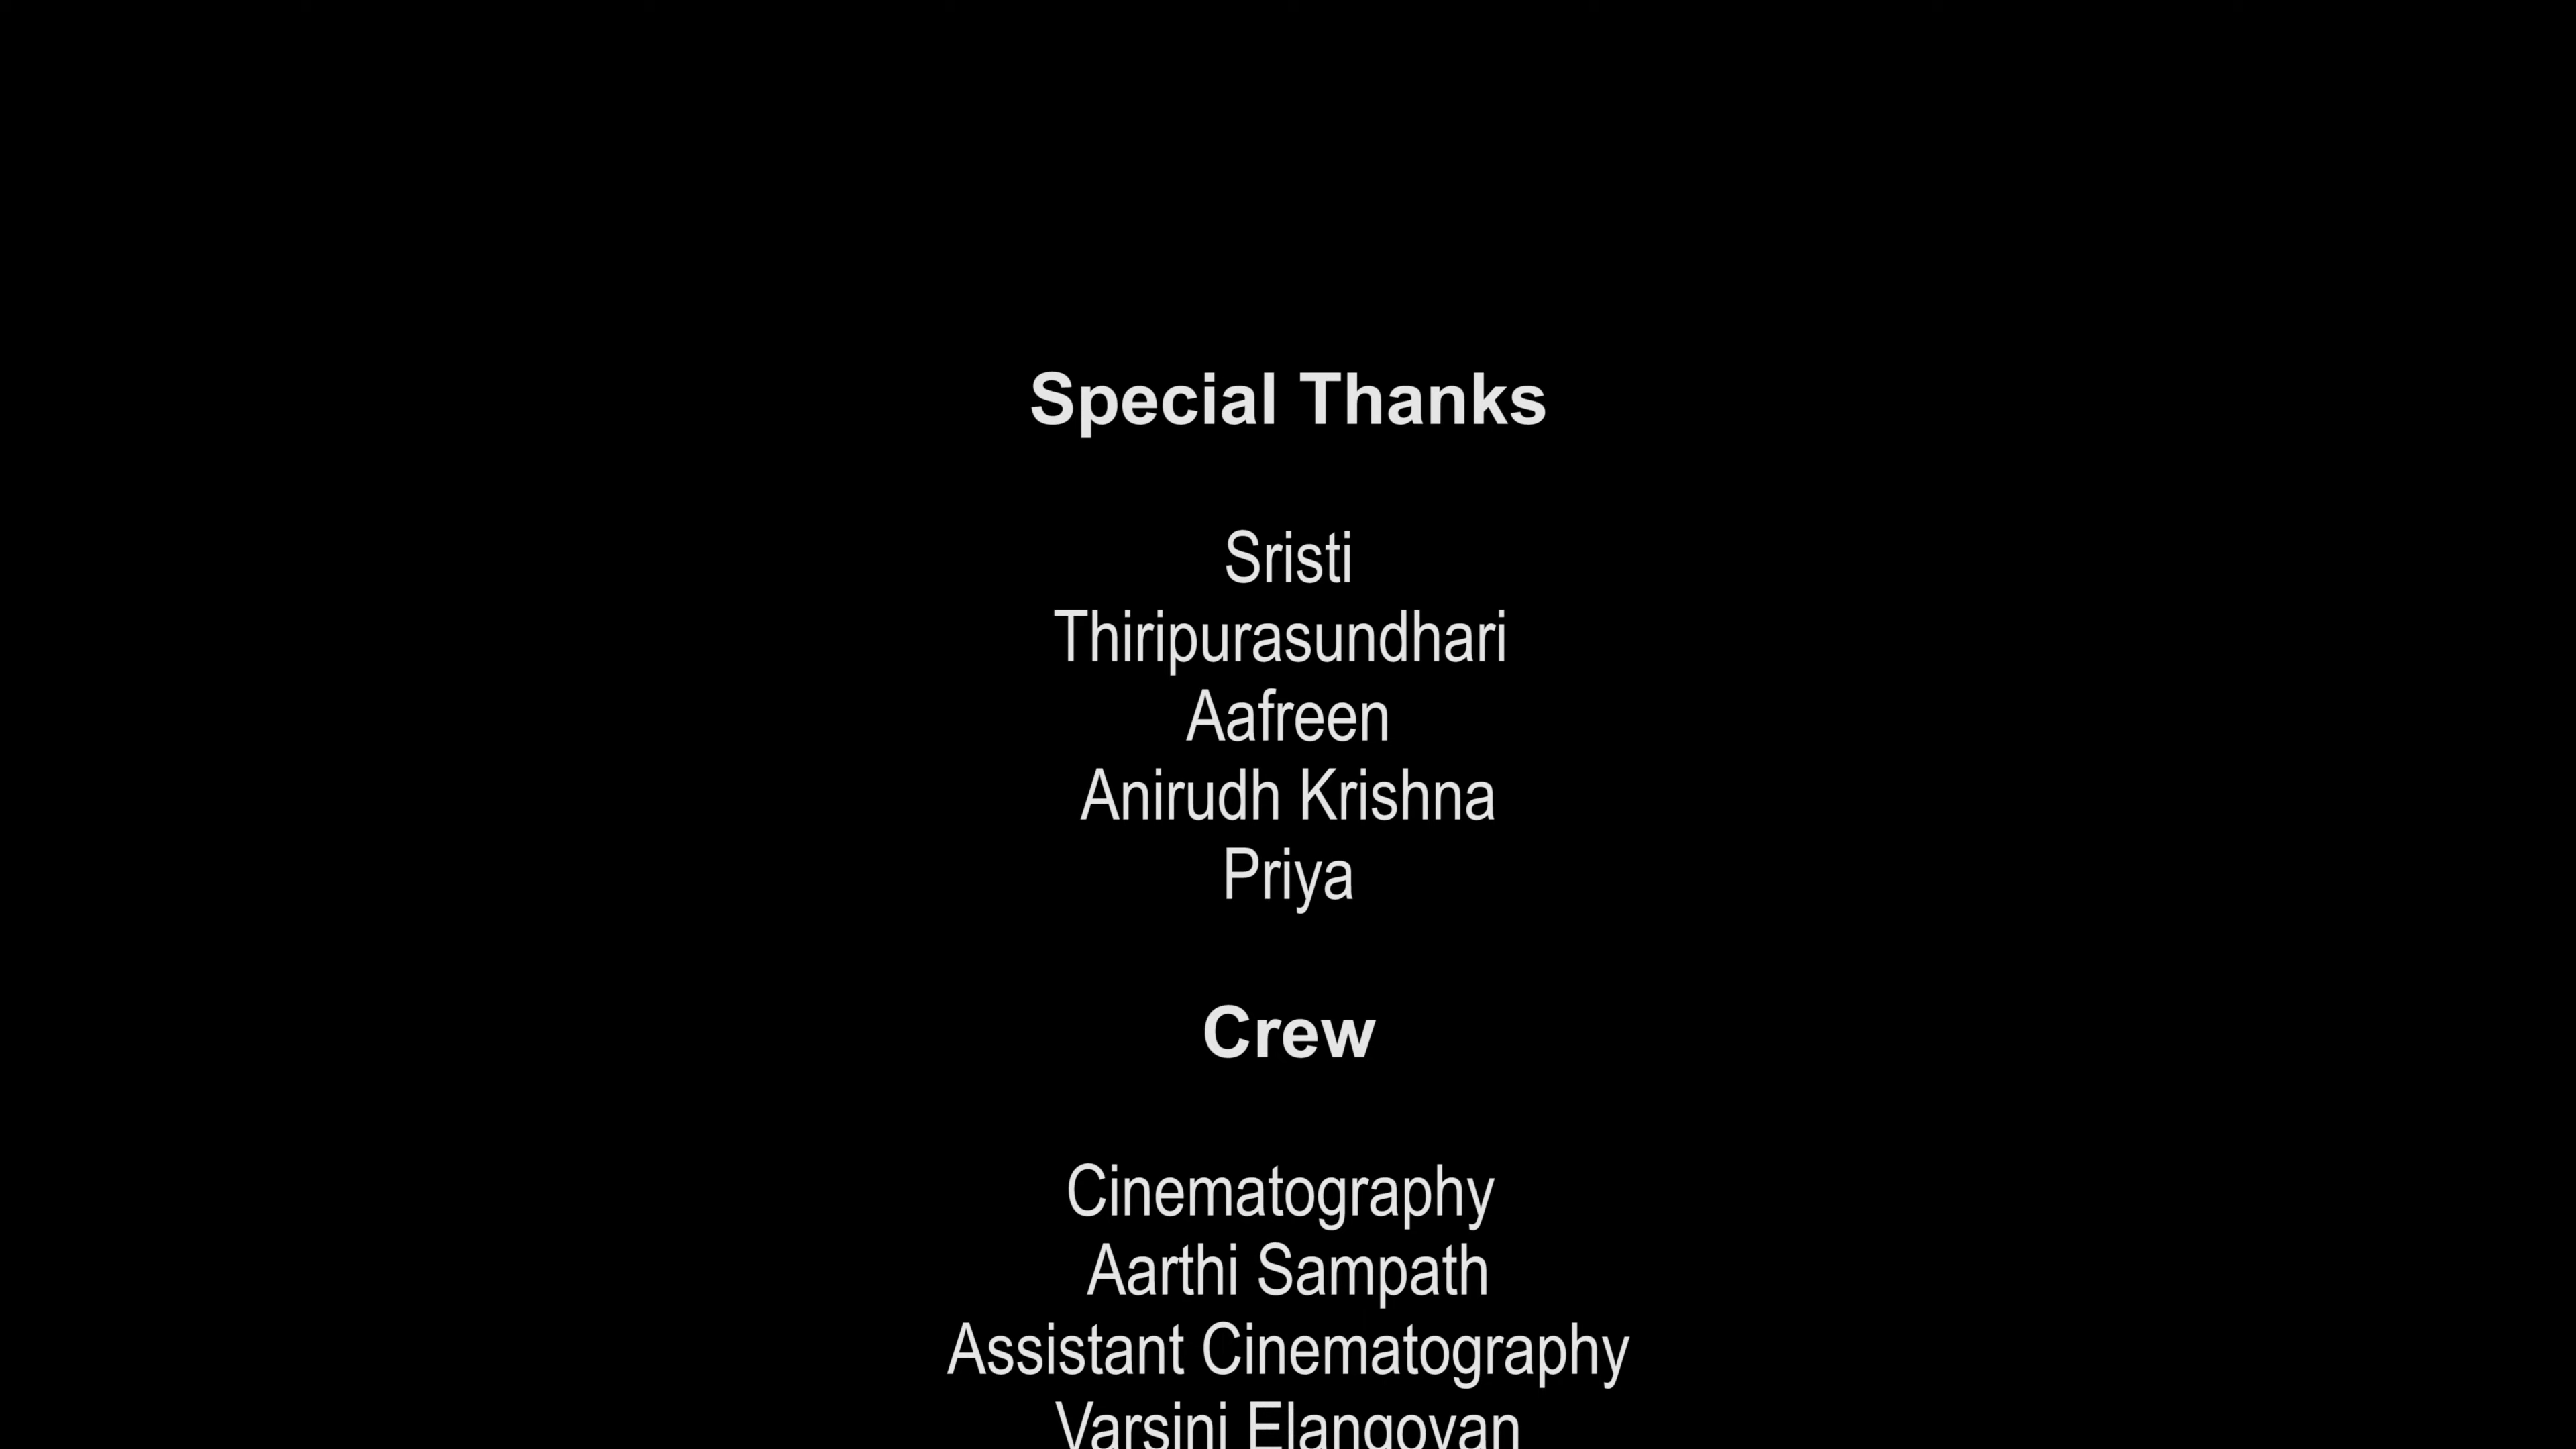 Special Thanks
Sristi
Thiripurasundhari
Aafreen
Anirudh Krishna
Priya
Crew
Cinematography
Aarthi Sampath
Assistant Cinematography
Varsini Elangovan